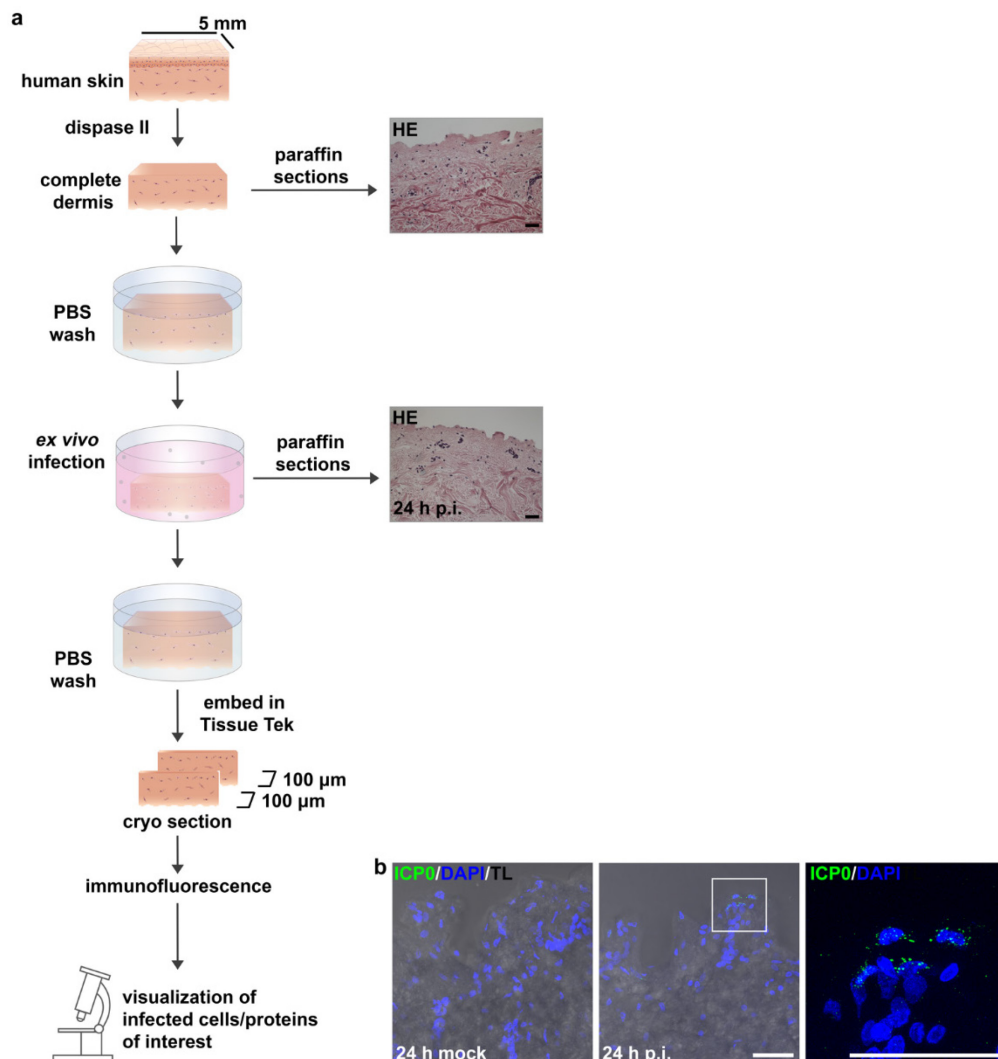 a
5 mm
human skin
dispase II
complete
dermis
paraffin
sections
HE
PBS
wash
ex vivo
infection
paraffin
sections
HE
24 h p.i.
PBS
wash
embed in
Tissue Tek
100 µm
100 µm
cryo section
immunofluorescence
visualization of
infected cells/proteins
of interest
b
ICP0/DAPI/TL
24 h mock
24 h p.i.
ICP0/DAPI